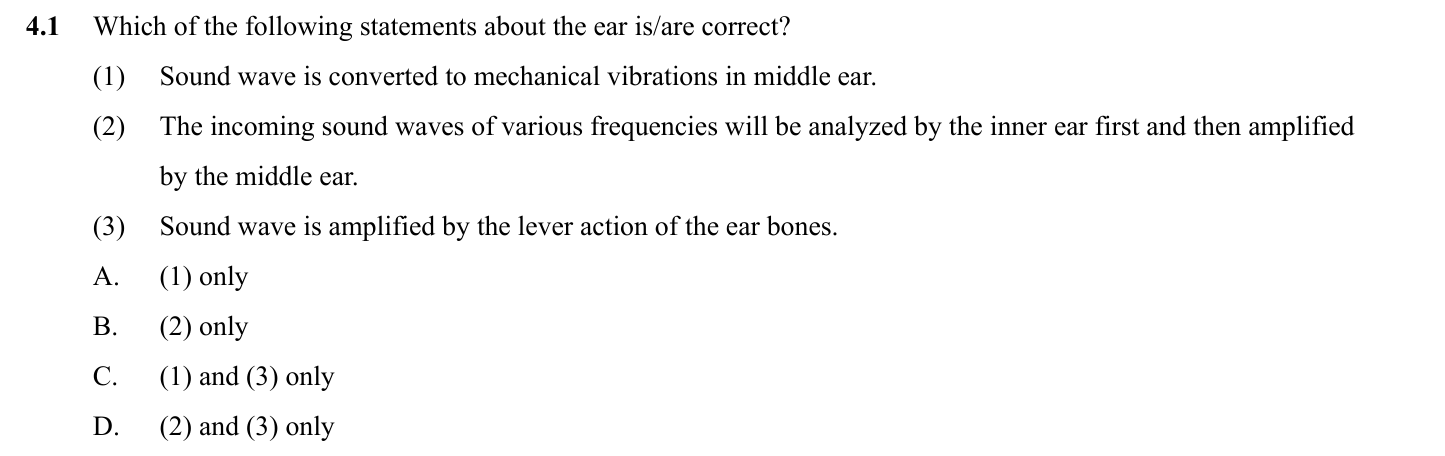 4.1 Which of the following statements about the ear is/are correct?
(1) Sound wave is converted to mechanical vibrations in middle ear.
(2) The incoming sound waves of various frequencies will be analyzed by the inner ear first and then amplified
by the middle ear.
(3) Sound wave is amplified by the lever action of the ear bones.
A. (1) only
B. (2) only
C. (1) and (3) only
D. (2) and (3) only